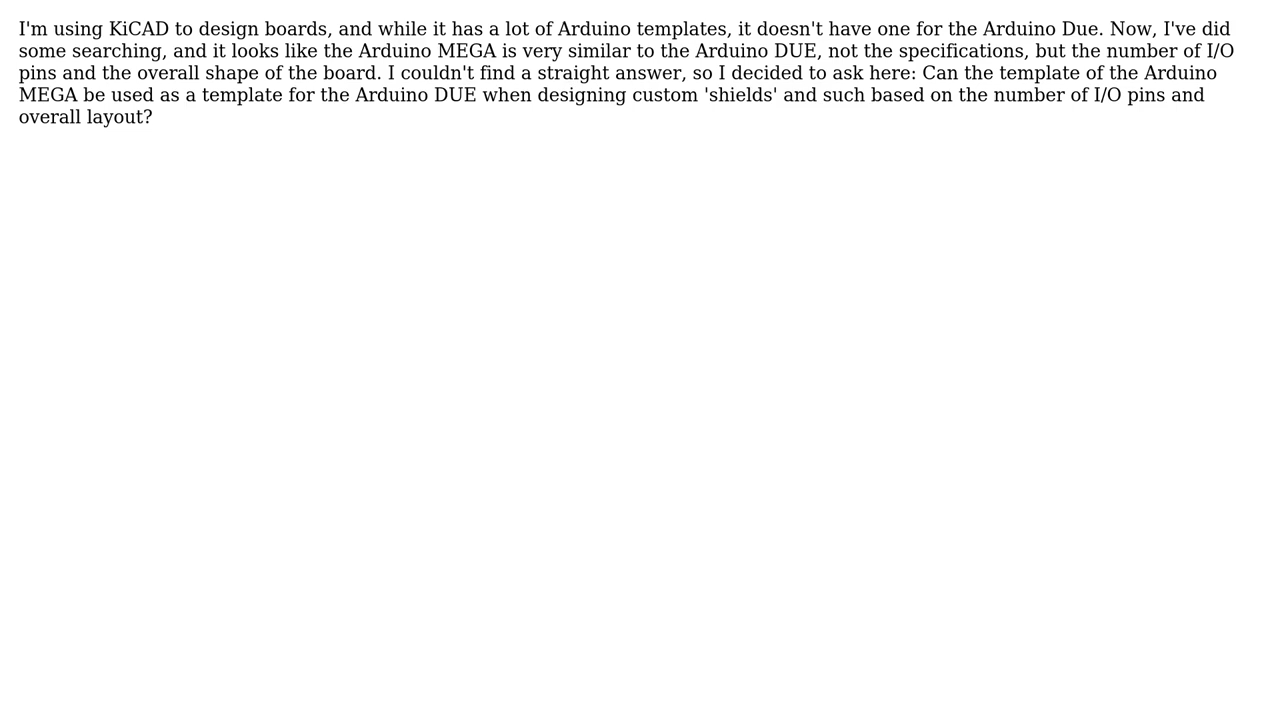 I'm using KiCAD to design boards, and while it has a lot of Arduino templates, it doesn't have one for the Arduino Due. Now, I've did
some searching, and it looks like the Arduino MEGA is very similar to the Arduino DUE, not the specifications, but the number of I/O
pins and the overall shape of the board. I couldn't find a straight answer, so I decided to ask here: Can the template of the Arduino
MEGA be used as a template for the Arduino DUE when designing custom 'shields' and such based on the number of I/O pins and
overall layout?